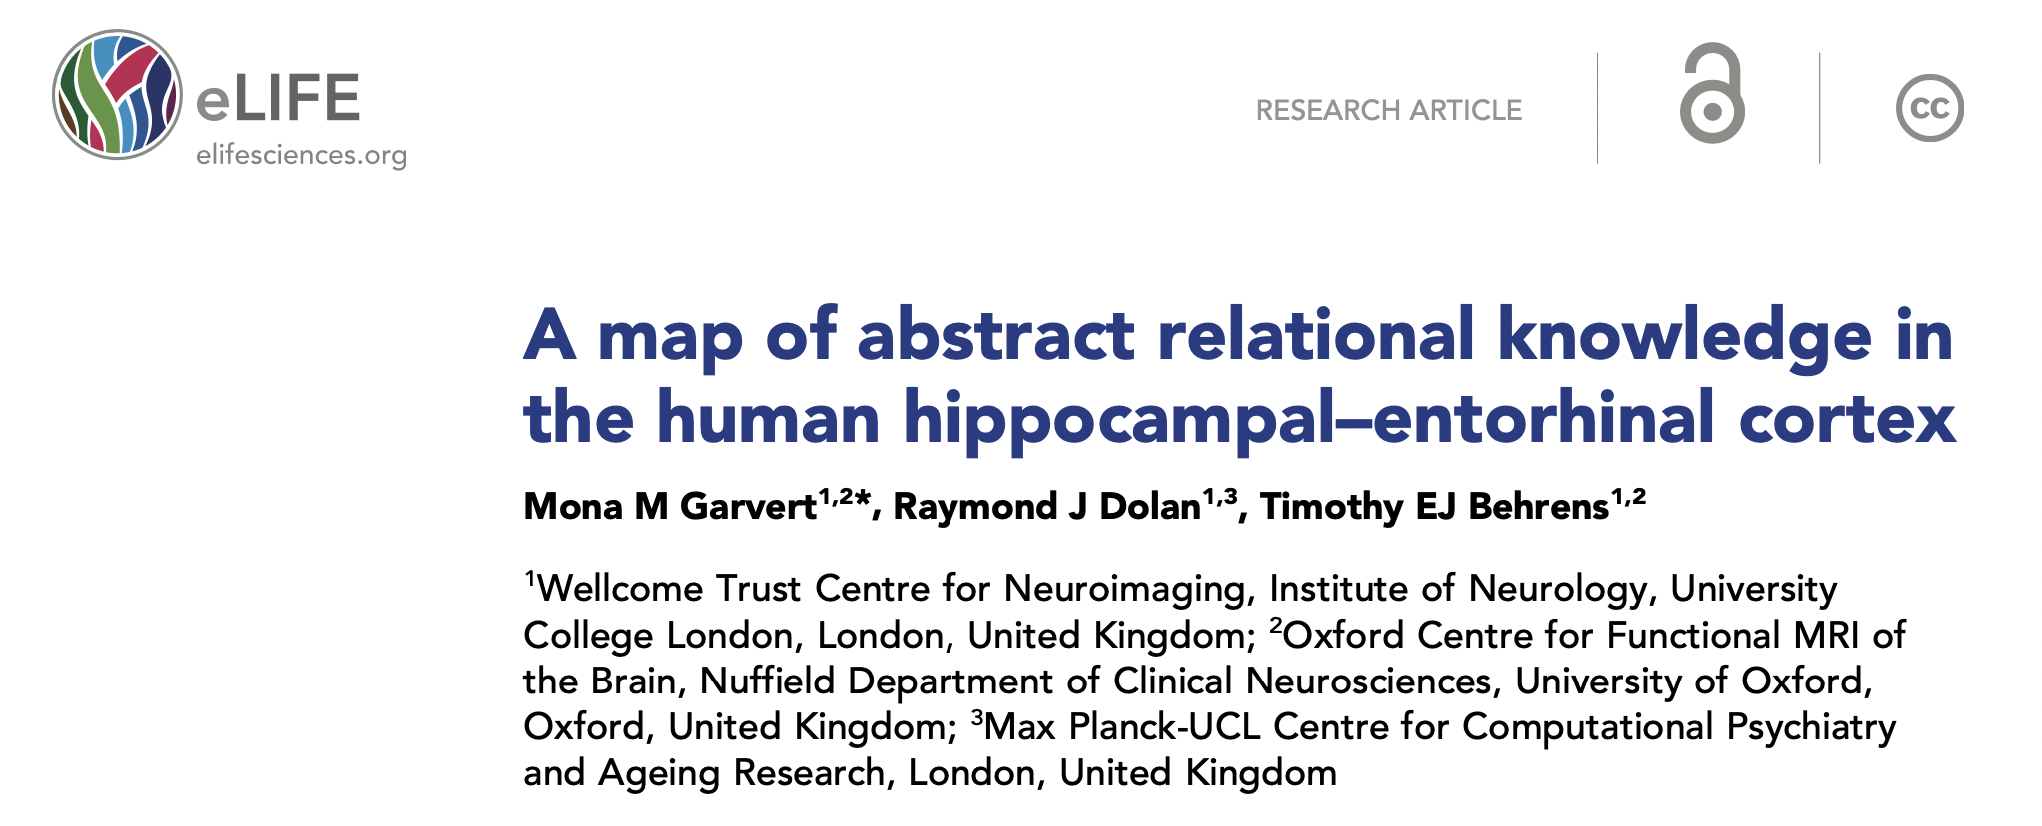 eLIFE
elifesciences.org
RESEARCH ARTICLE
cc
A map of abstract relational knowledge in
the human hippocampal–entorhinal cortex
Mona M Garvert1,2*, Raymond J Dolan1,3, Timothy EJ Behrens1,2
1Wellcome Trust Centre for Neuroimaging, Institute of Neurology, University
College London, London, United Kingdom; 2Oxford Centre for Functional MRI of
the Brain, Nuffield Department of Clinical Neurosciences, University of Oxford,
Oxford, United Kingdom; 3Max Planck-UCL Centre for Computational Psychiatry
and Ageing Research, London, United Kingdom